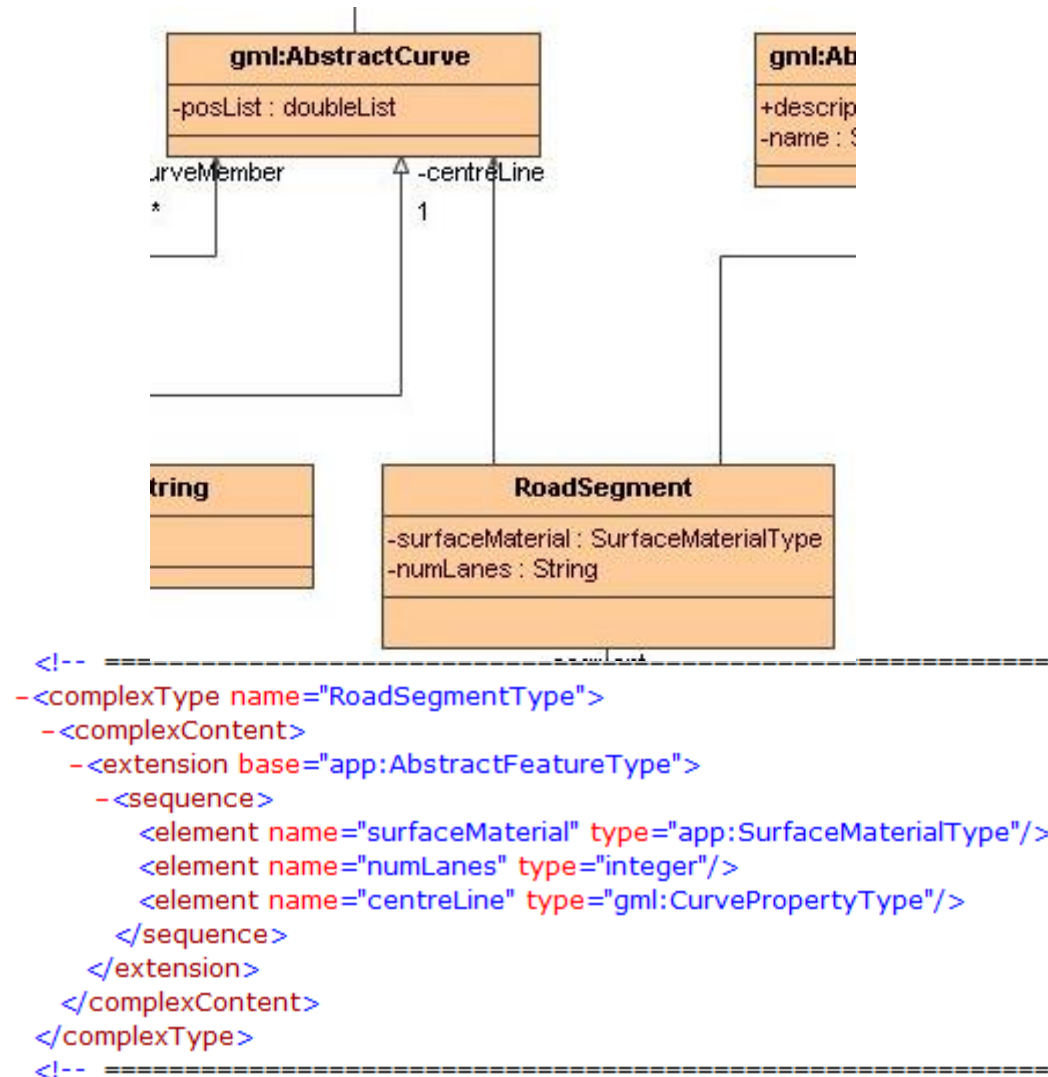 gml:AbstractCurve
-posList : doubleList
gml:Ab
+descrip
-name : S
urveMember
*
-centreLine
1
tring
RoadSegment
-surfaceMaterial : SurfaceMaterialType
-numLanes : String
<!-- ============================================================
-<complexType name="RoadSegmentType">
-<complexContent>
-<extension base="app:AbstractFeatureType">
-<sequence>
<element name="surfaceMaterial" type="app:SurfaceMaterialType"/>
<element name="numLanes" type="integer"/>
<element name="centreLine" type="gml:CurvePropertyType"/>
</sequence>
</extension>
</complexContent>
</complexType>
<!-- ============================================================